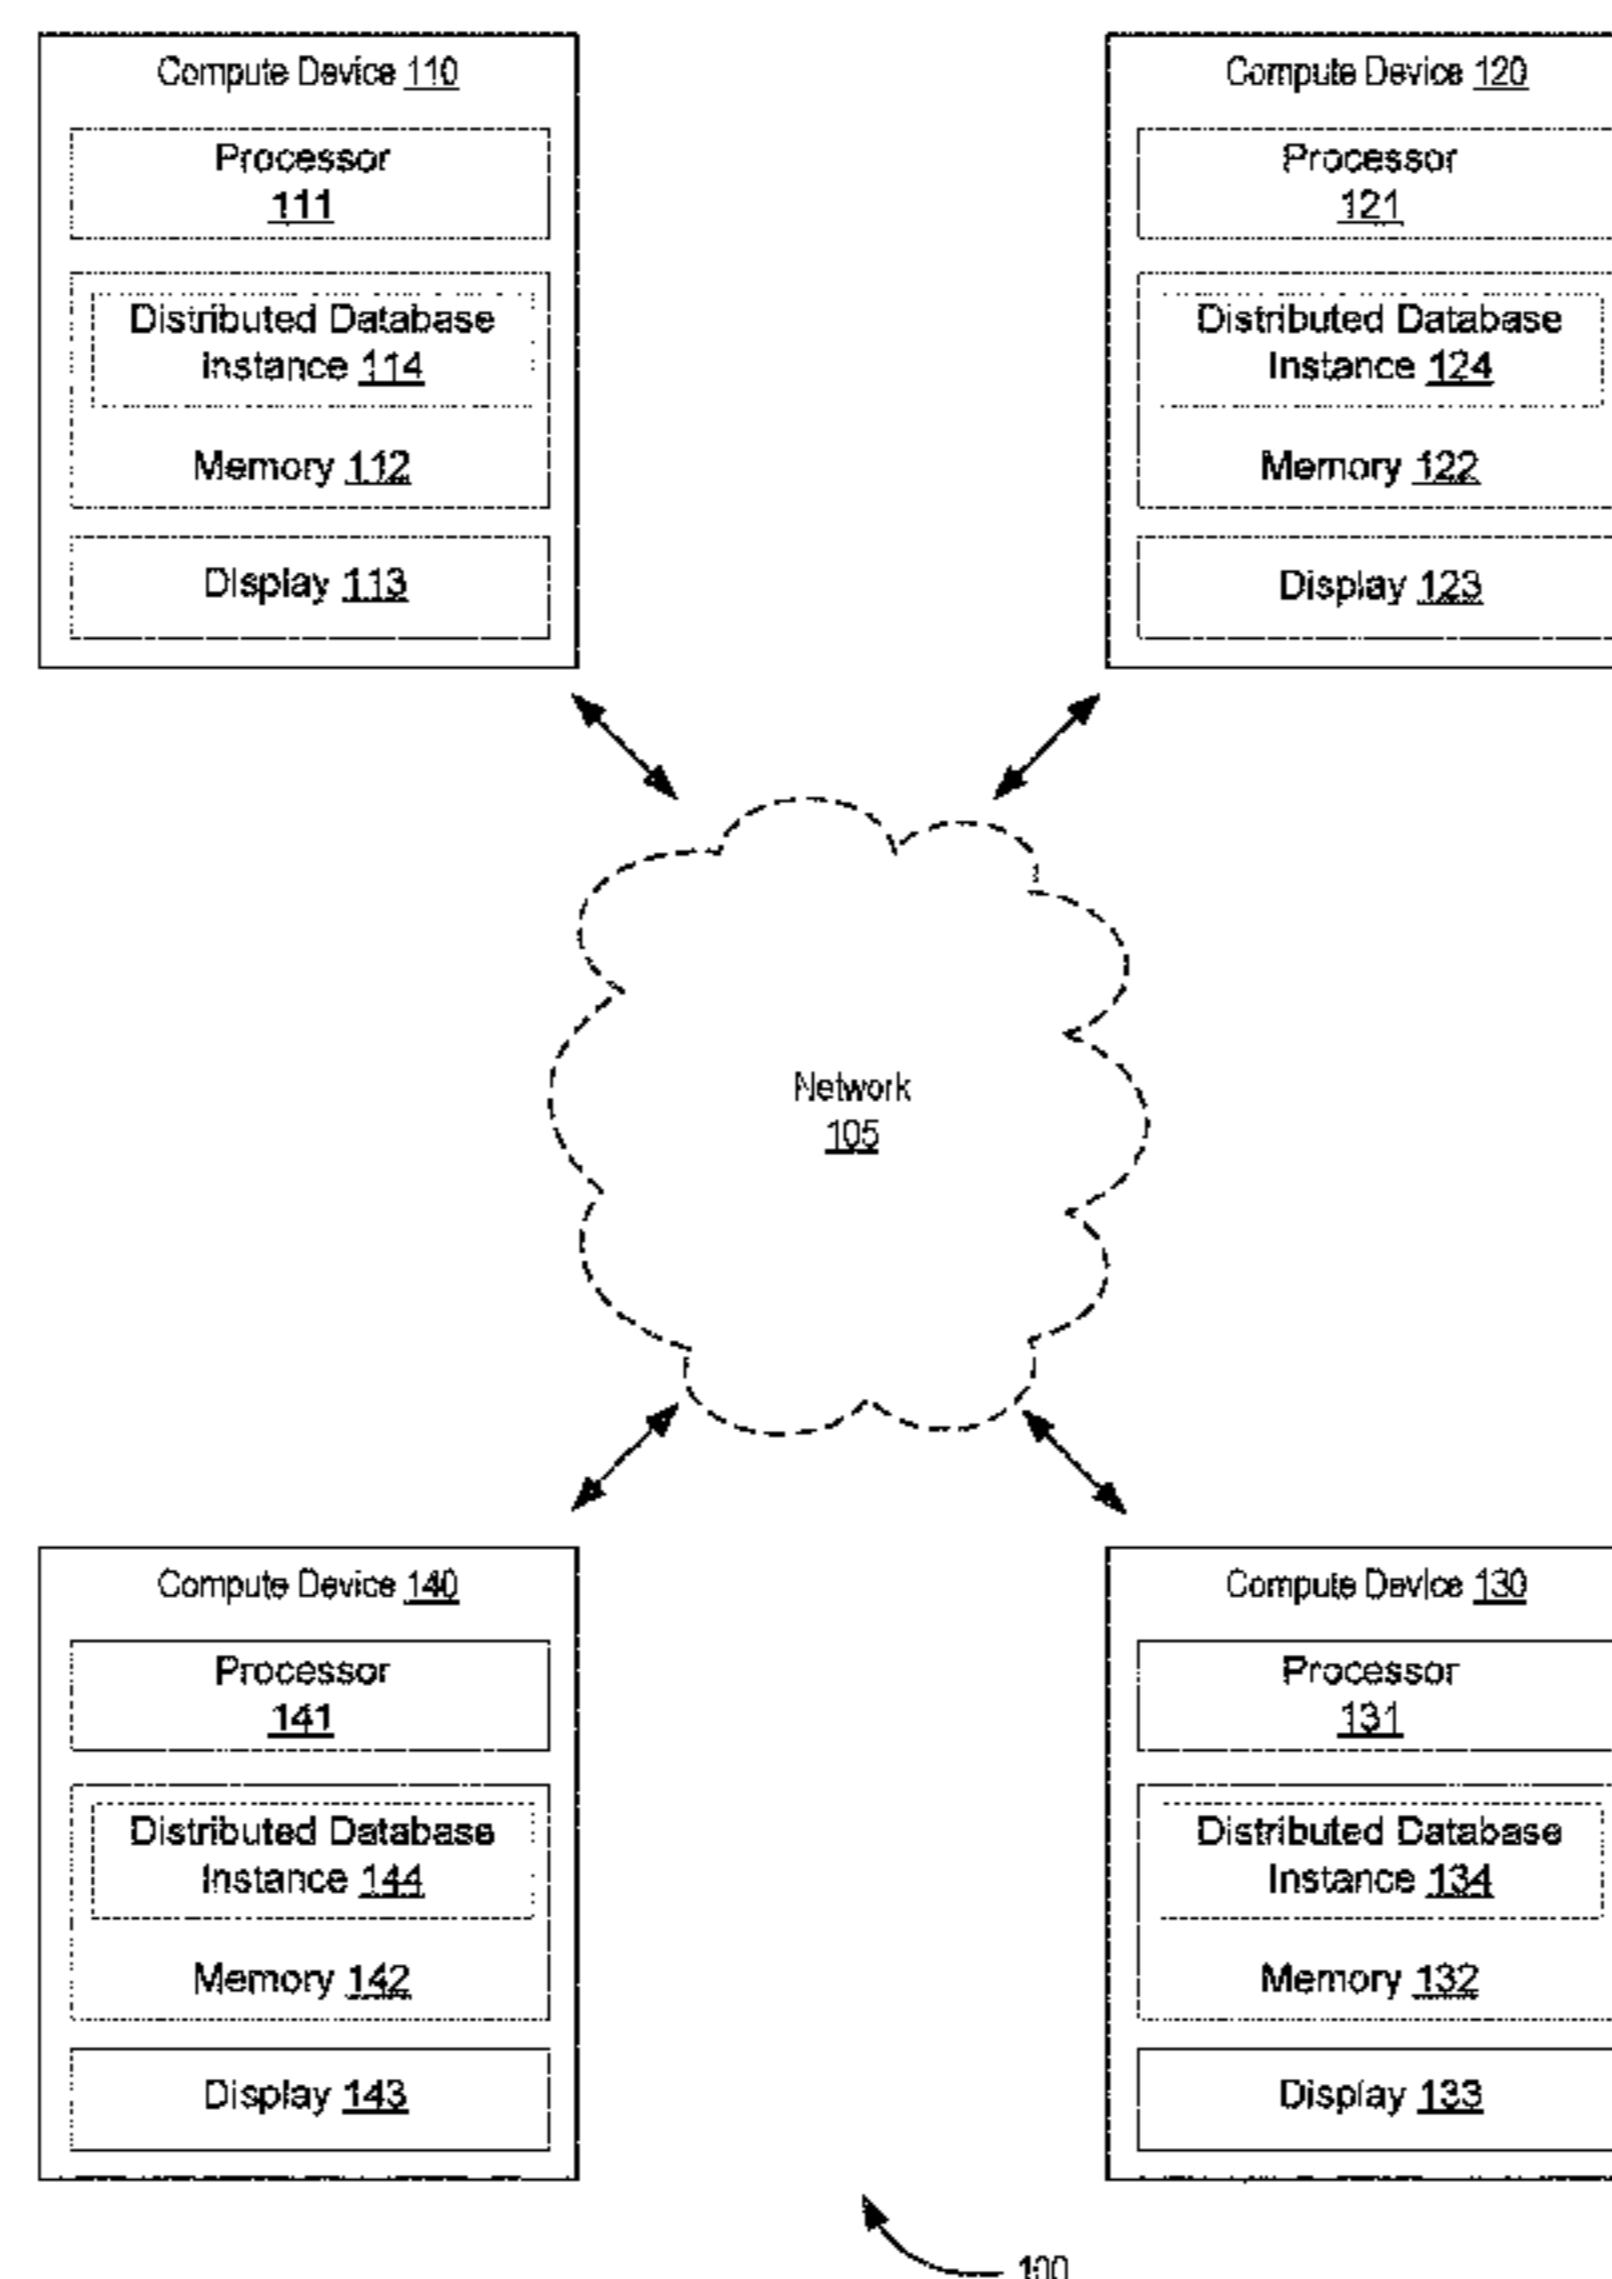 Compute Device 110
Processor
111
Distributed Database
Instance 114
Memory 112
Display 113
Compute Device 120
Processor
121
Distributed Database
Instance 124
Memory 122
Display 123
Network
105
Compute Device 140
Processor
141
Distributed Database
Instance 144
Memory 142
Display 143
Compute Device 130
Processor
131
Distributed Database
Instance 134
Memory 132
Display 133
100